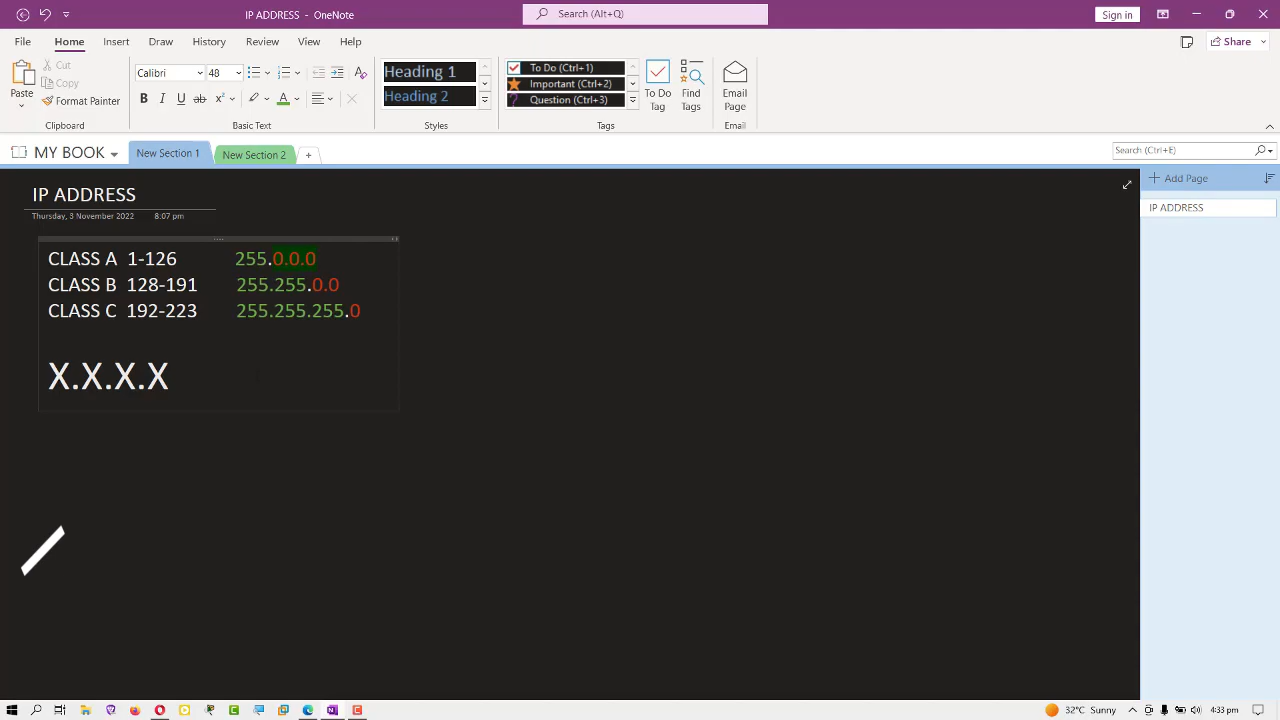 IP ADDRESS - OneNote
Search (Alt+Q)
Sign in
File Home Insert Draw History Review View Help
Share
Paste
Cut
Copy
Format Painter
Clipboard
Calibri 48
B I U ab x²
A
Basic Text
Heading 1
Heading 2
Styles
To Do (Ctrl+1)
Important (Ctrl+2)
? Question (Ctrl+3)
Tags
To Do
Tag
Find
Tags
Email
Page
Email
MY BOOK New Section 1 New Section 2 +
Search (Ctrl+E)
Add Page
IP ADDRESS
IP ADDRESS
Thursday, 3 November 2022 8:07 pm
CLASS A 1-126 255.0.0.0
CLASS B 128-191 255.255.0.0
CLASS C 192-223 255.255.255.0
X.X.X.X
32°C Sunny 4:33 pm